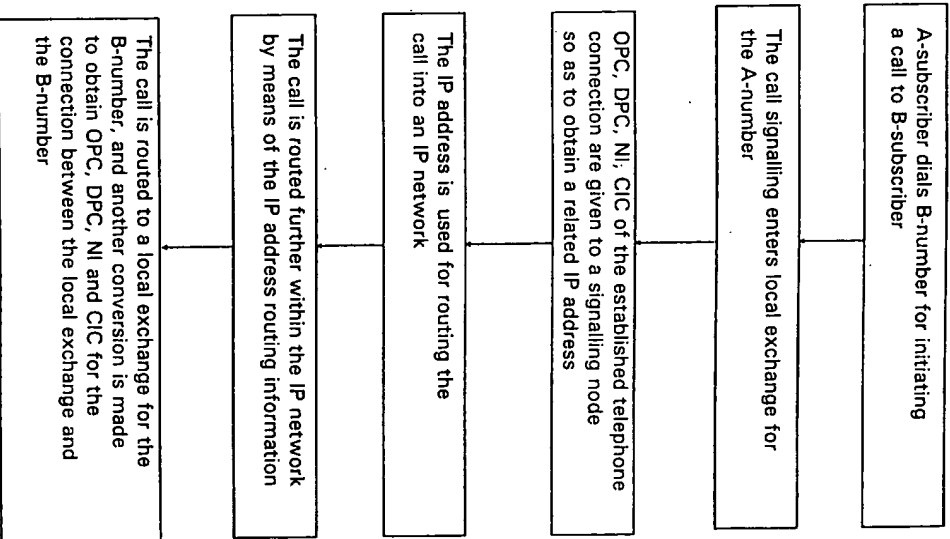 A-subscriber dials B-number for initiating
a call to B-subscriber
The call signalling enters local exchange for
the A-number
OPC, DPC, NI, CIC of the established telephone
connection are given to a signalling node
so as to obtain a related IP address
The IP address is used for routing the
call into an IP network
The call is routed further within the IP network
by means of the IP address routing information
The call is routed to a local exchange for the
B-number, and another conversion is made
to obtain OPC, DPC, NI and CIC for the
connection between the local exchange and
the B-number